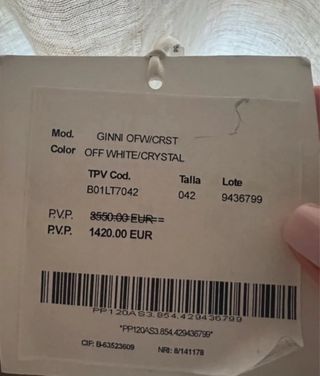 Mod. GINNI OFW/CRST
Color OFF WHITE/CRYSTAL
TPV Cod. Talla Lote
B01LT7042 042 9436799
P.V.P. 3550.00 EUR ==
P.V.P. 1420.00 EUR
PP120AS3.854.429436799
*PP120AS3.854.429436799*
CIF: B-63523609 NRI: 8/141178